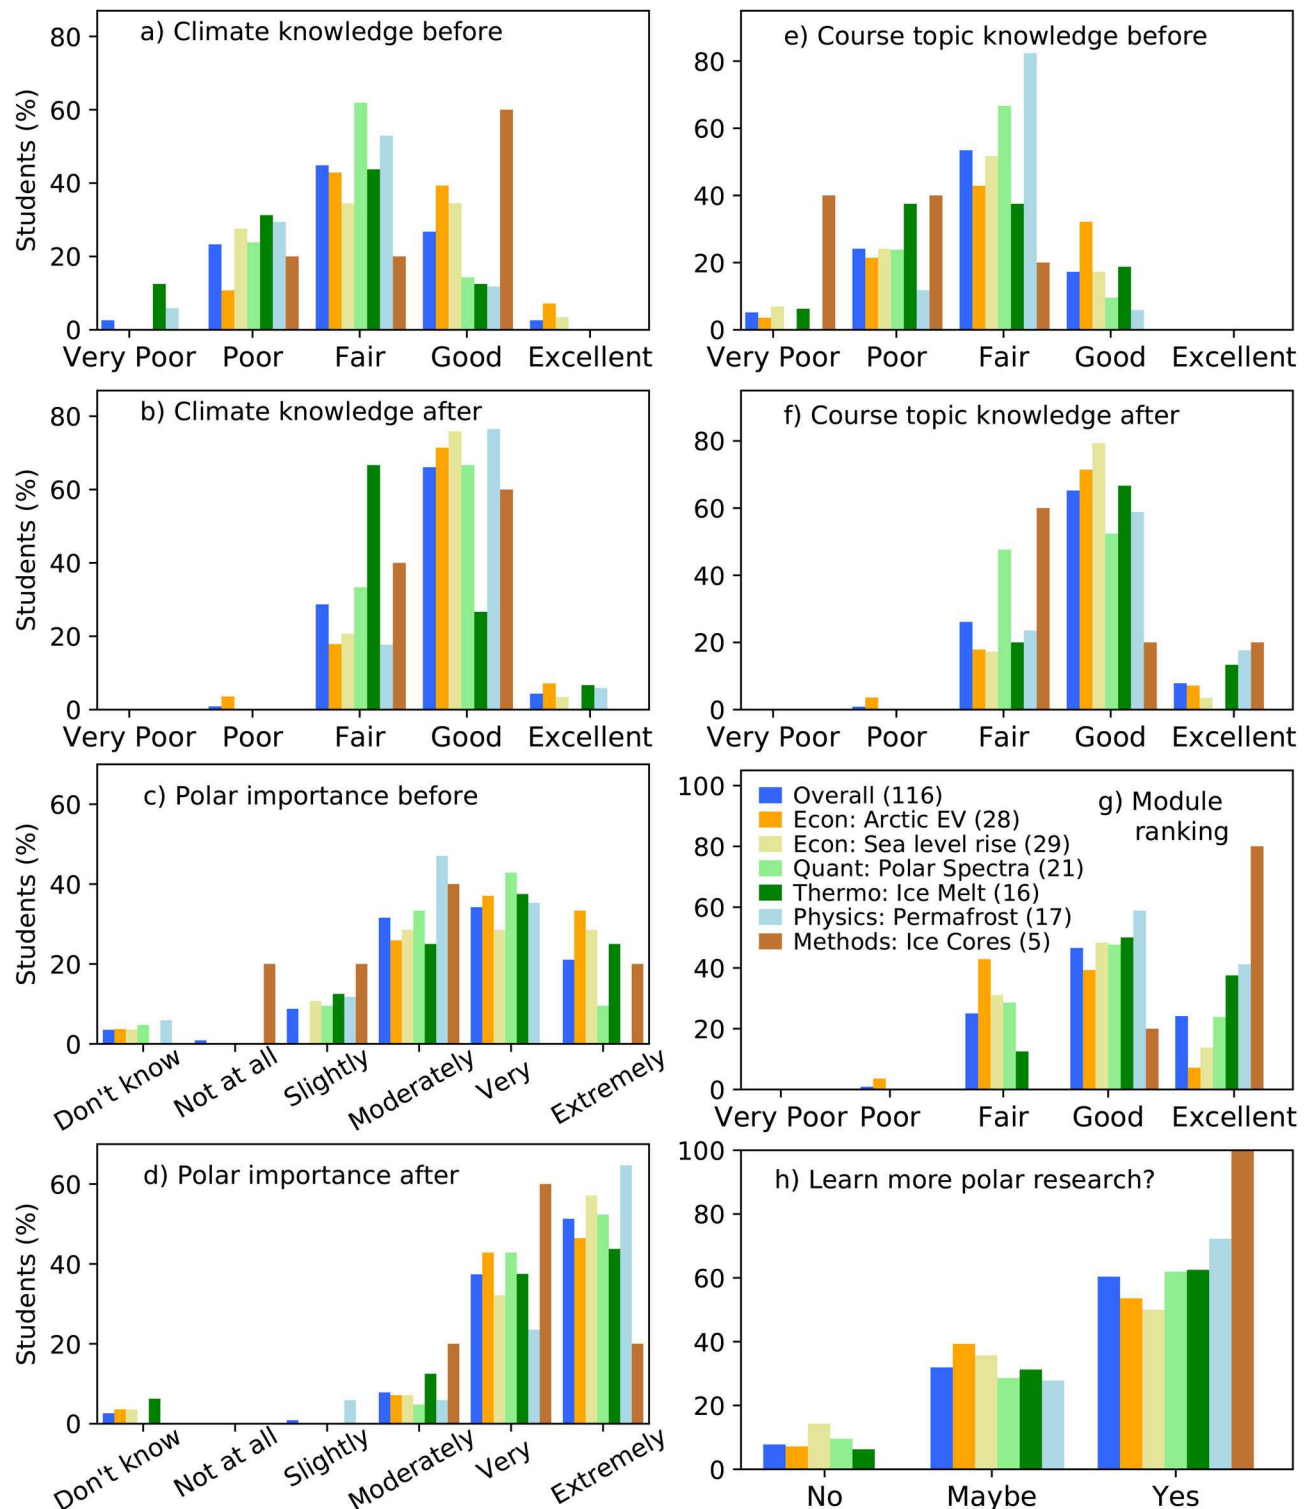 a) Climate knowledge before
Students (%)
80
60
40
20
0
Very Poor Poor Fair Good Excellent
b) Climate knowledge after
Students (%)
80
60
40
20
0
Very Poor Poor Fair Good Excellent
c) Polar importance before
Students (%)
60
40
20
0
Don't know Not at all Slightly Moderately Very Extremely
d) Polar importance after
Students (%)
60
40
20
0
Don't know Not at all Slightly Moderately Very Extremely
e) Course topic knowledge before
80
60
40
20
0
Very Poor Poor Fair Good Excellent
f) Course topic knowledge after
80
60
40
20
0
Very Poor Poor Fair Good Excellent
g) Module
ranking
100
80
60
40
20
0
Overall (116)
Econ: Arctic EV (28)
Econ: Sea level rise (29)
Quant: Polar Spectra (21)
Thermo: Ice Melt (16)
Physics: Permafrost (17)
Methods: Ice Cores (5)
Very Poor Poor Fair Good Excellent
h) Learn more polar research?
100
80
60
40
20
0
No Maybe Yes